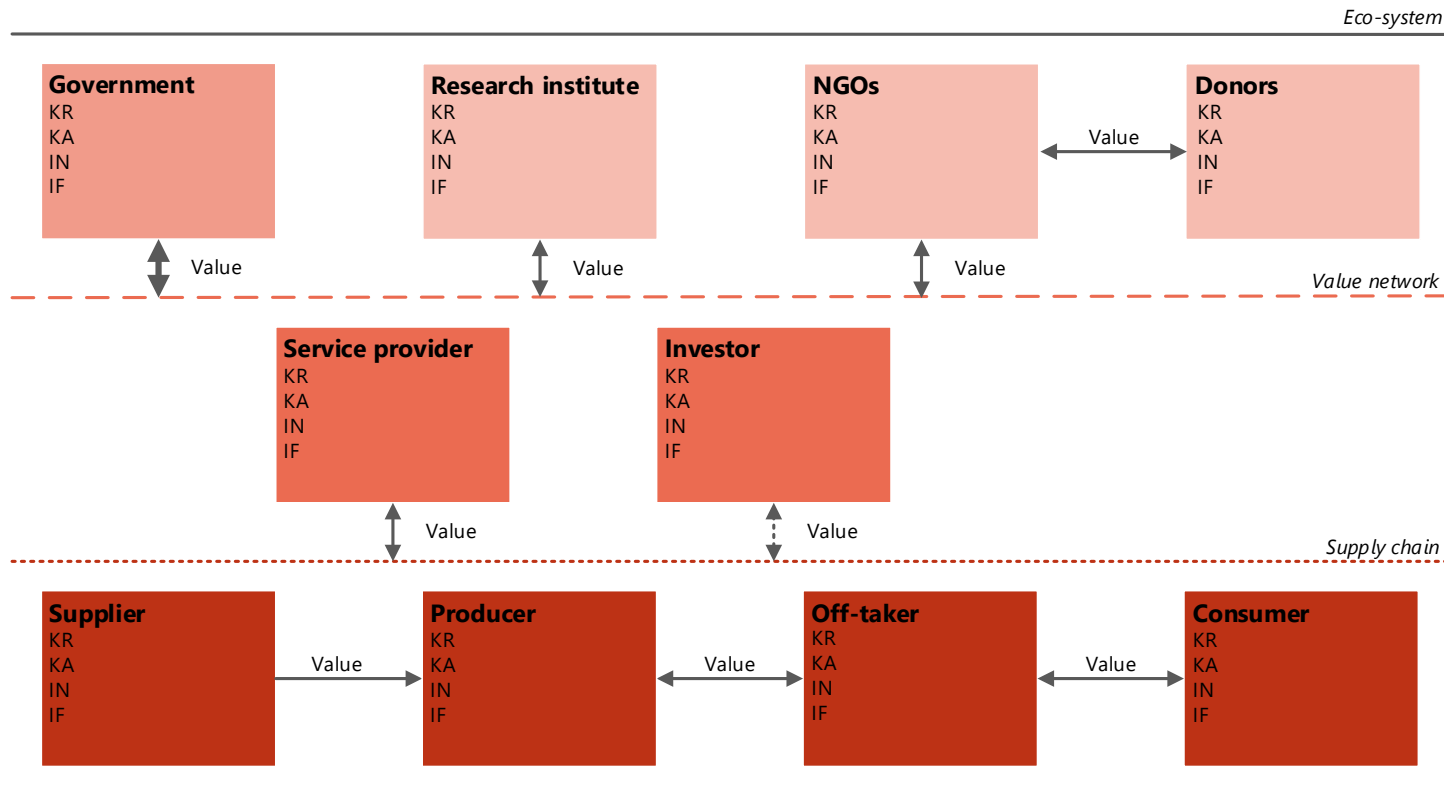 Eco-system
Government
KR
KA
IN
IF
Research institute
KR
KA
IN
IF
NGOs
KR
KA
IN
IF
Value
Donors
KR
KA
IN
IF
Value
Value
Value
Value network
Service provider
KR
KA
IN
IF
Investor
KR
KA
IN
IF
Value
Value
Supply chain
Supplier
KR
KA
IN
IF
Value
Producer
KR
KA
IN
IF
Value
Off-taker
KR
KA
IN
IF
Value
Consumer
KR
KA
IN
IF